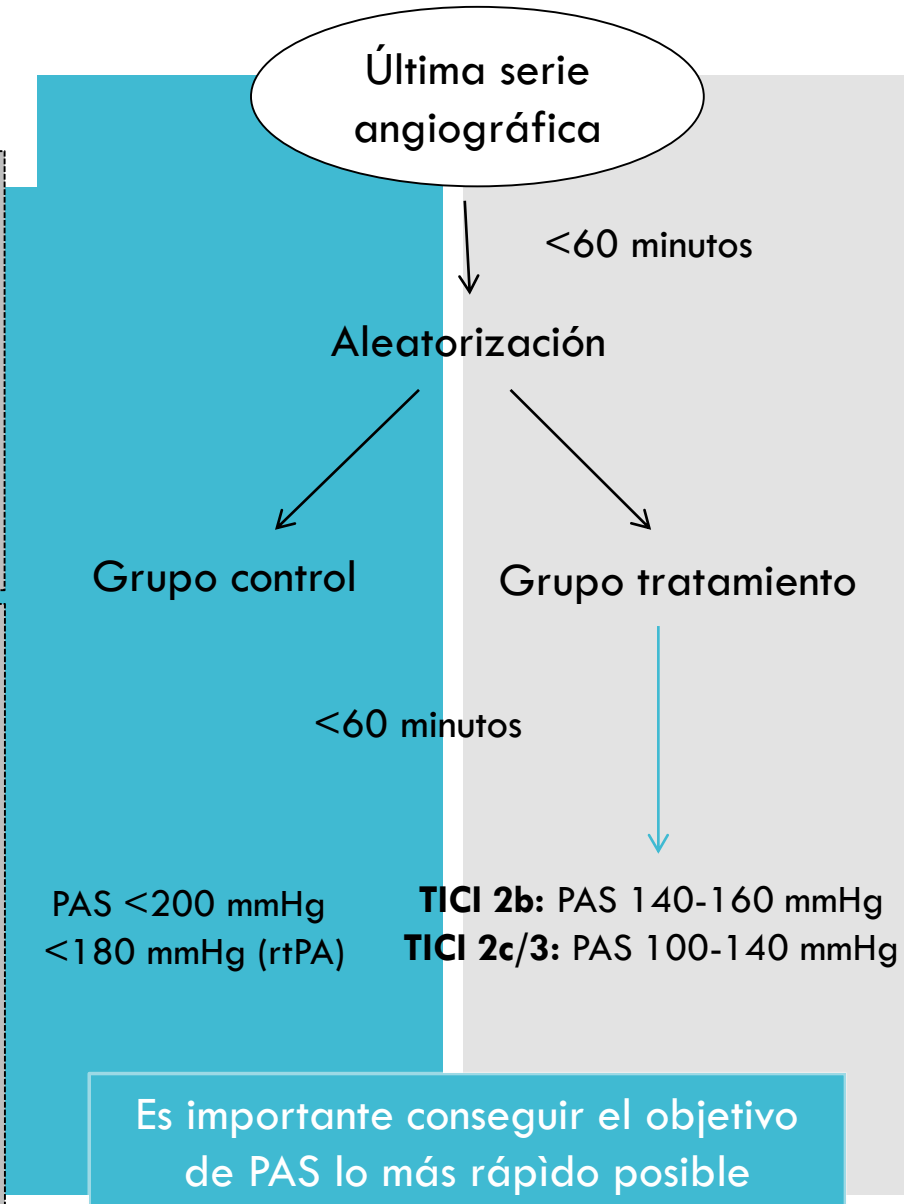 Última serie
angiográfica
<60 minutos
Aleatorización
Grupo control
Grupo tratamiento
<60 minutos
PAS <200 mmHg
<180 mmHg (rtPA)
TICI 2b: PAS 140-160 mmHg
TICI 2c/3: PAS 100-140 mmHg
Es importante conseguir el objetivo
de PAS lo más rápìdo posible